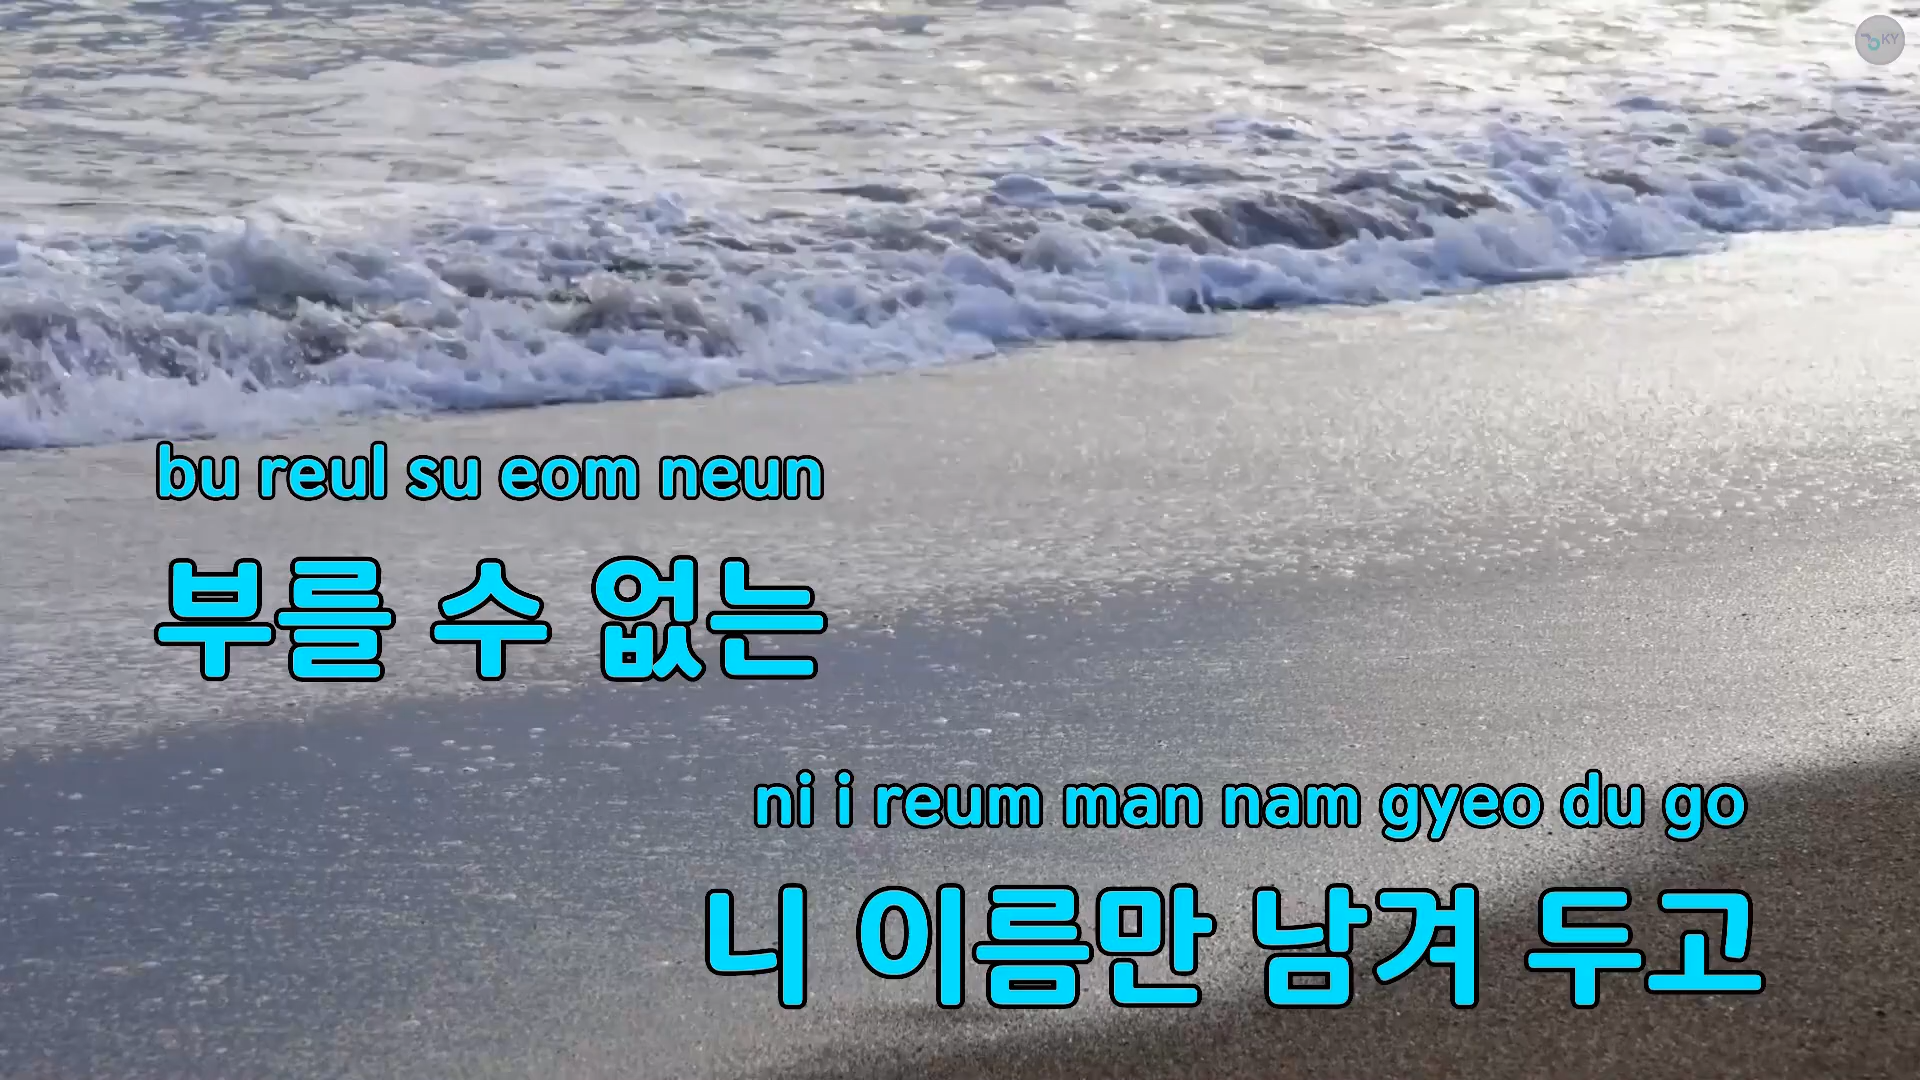 KY
bu reul su eom neun
부를 수 없는
ni i reum man nam gyeo du go
니 이름만 남겨 두고